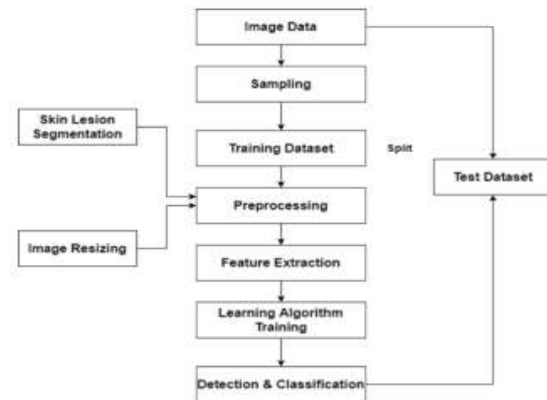 Image Data
Sampling
Skin Lesion
Segmentation
Training Dataset
Split
Test Dataset
Preprocessing
Image Resizing
Feature Extraction
Learning Algorithm
Training
Detection & Classification